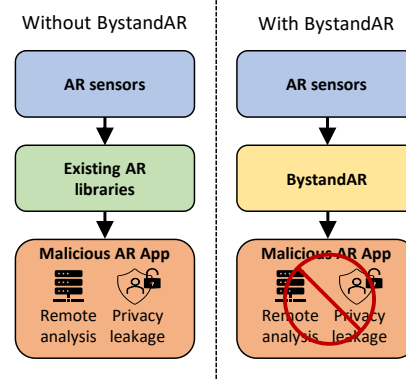 Without BystandAR
AR sensors
Existing AR
libraries
Malicious AR App
Remote Privacy
analysis leakage
With BystandAR
AR sensors
BystandAR
Malicious AR App
Remote Privacy
analysis leakage